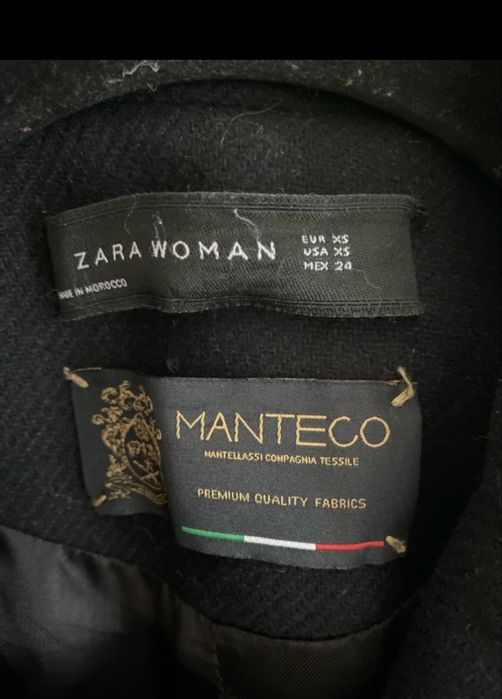 ZARA WOMAN
EUR XS
USA XS
MEX 24
MADE IN MOROCCO
MANTECO
MANTELLASSI COMPAGNIA TESSILE
PREMIUM QUALITY FABRICS